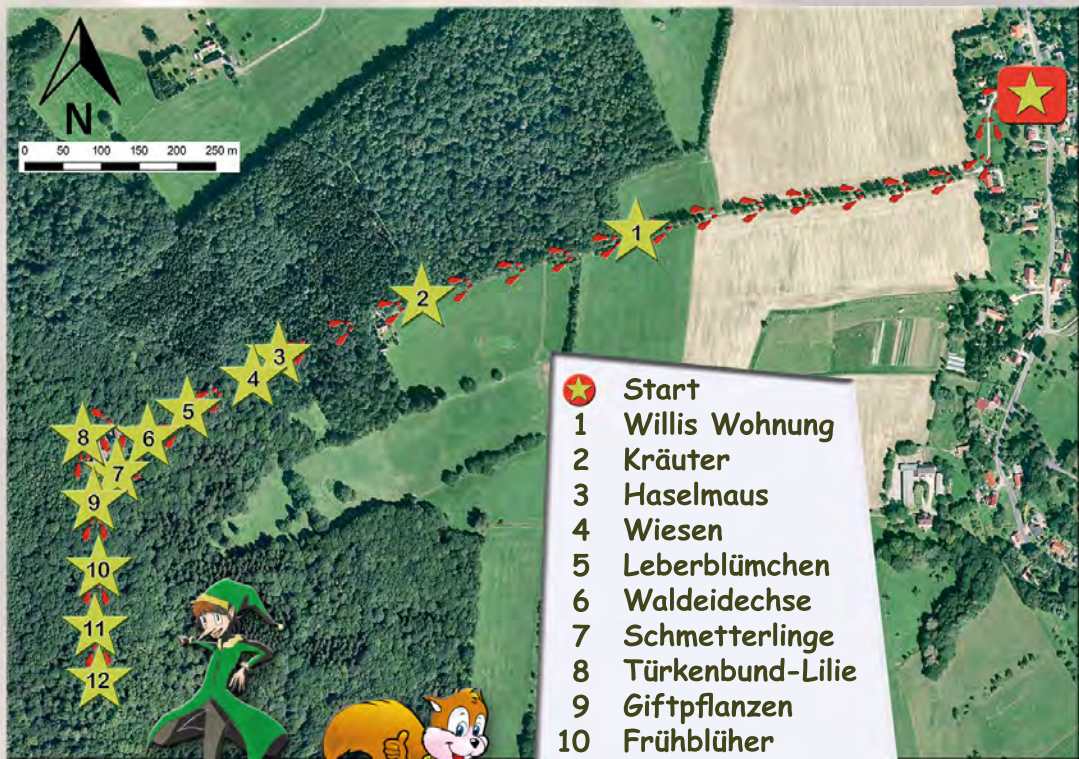 N
0 50 100 150 200 250 m
1
2
3
4
5
6
7
8
9
10
11
12
Start
1 Willis Wohnung
2 Kräuter
3 Haselmaus
4 Wiesen
5 Leberblümchen
6 Waldeidechse
7 Schmetterlinge
8 Türkenbund-Lilie
9 Giftpflanzen
10 Frühblüher